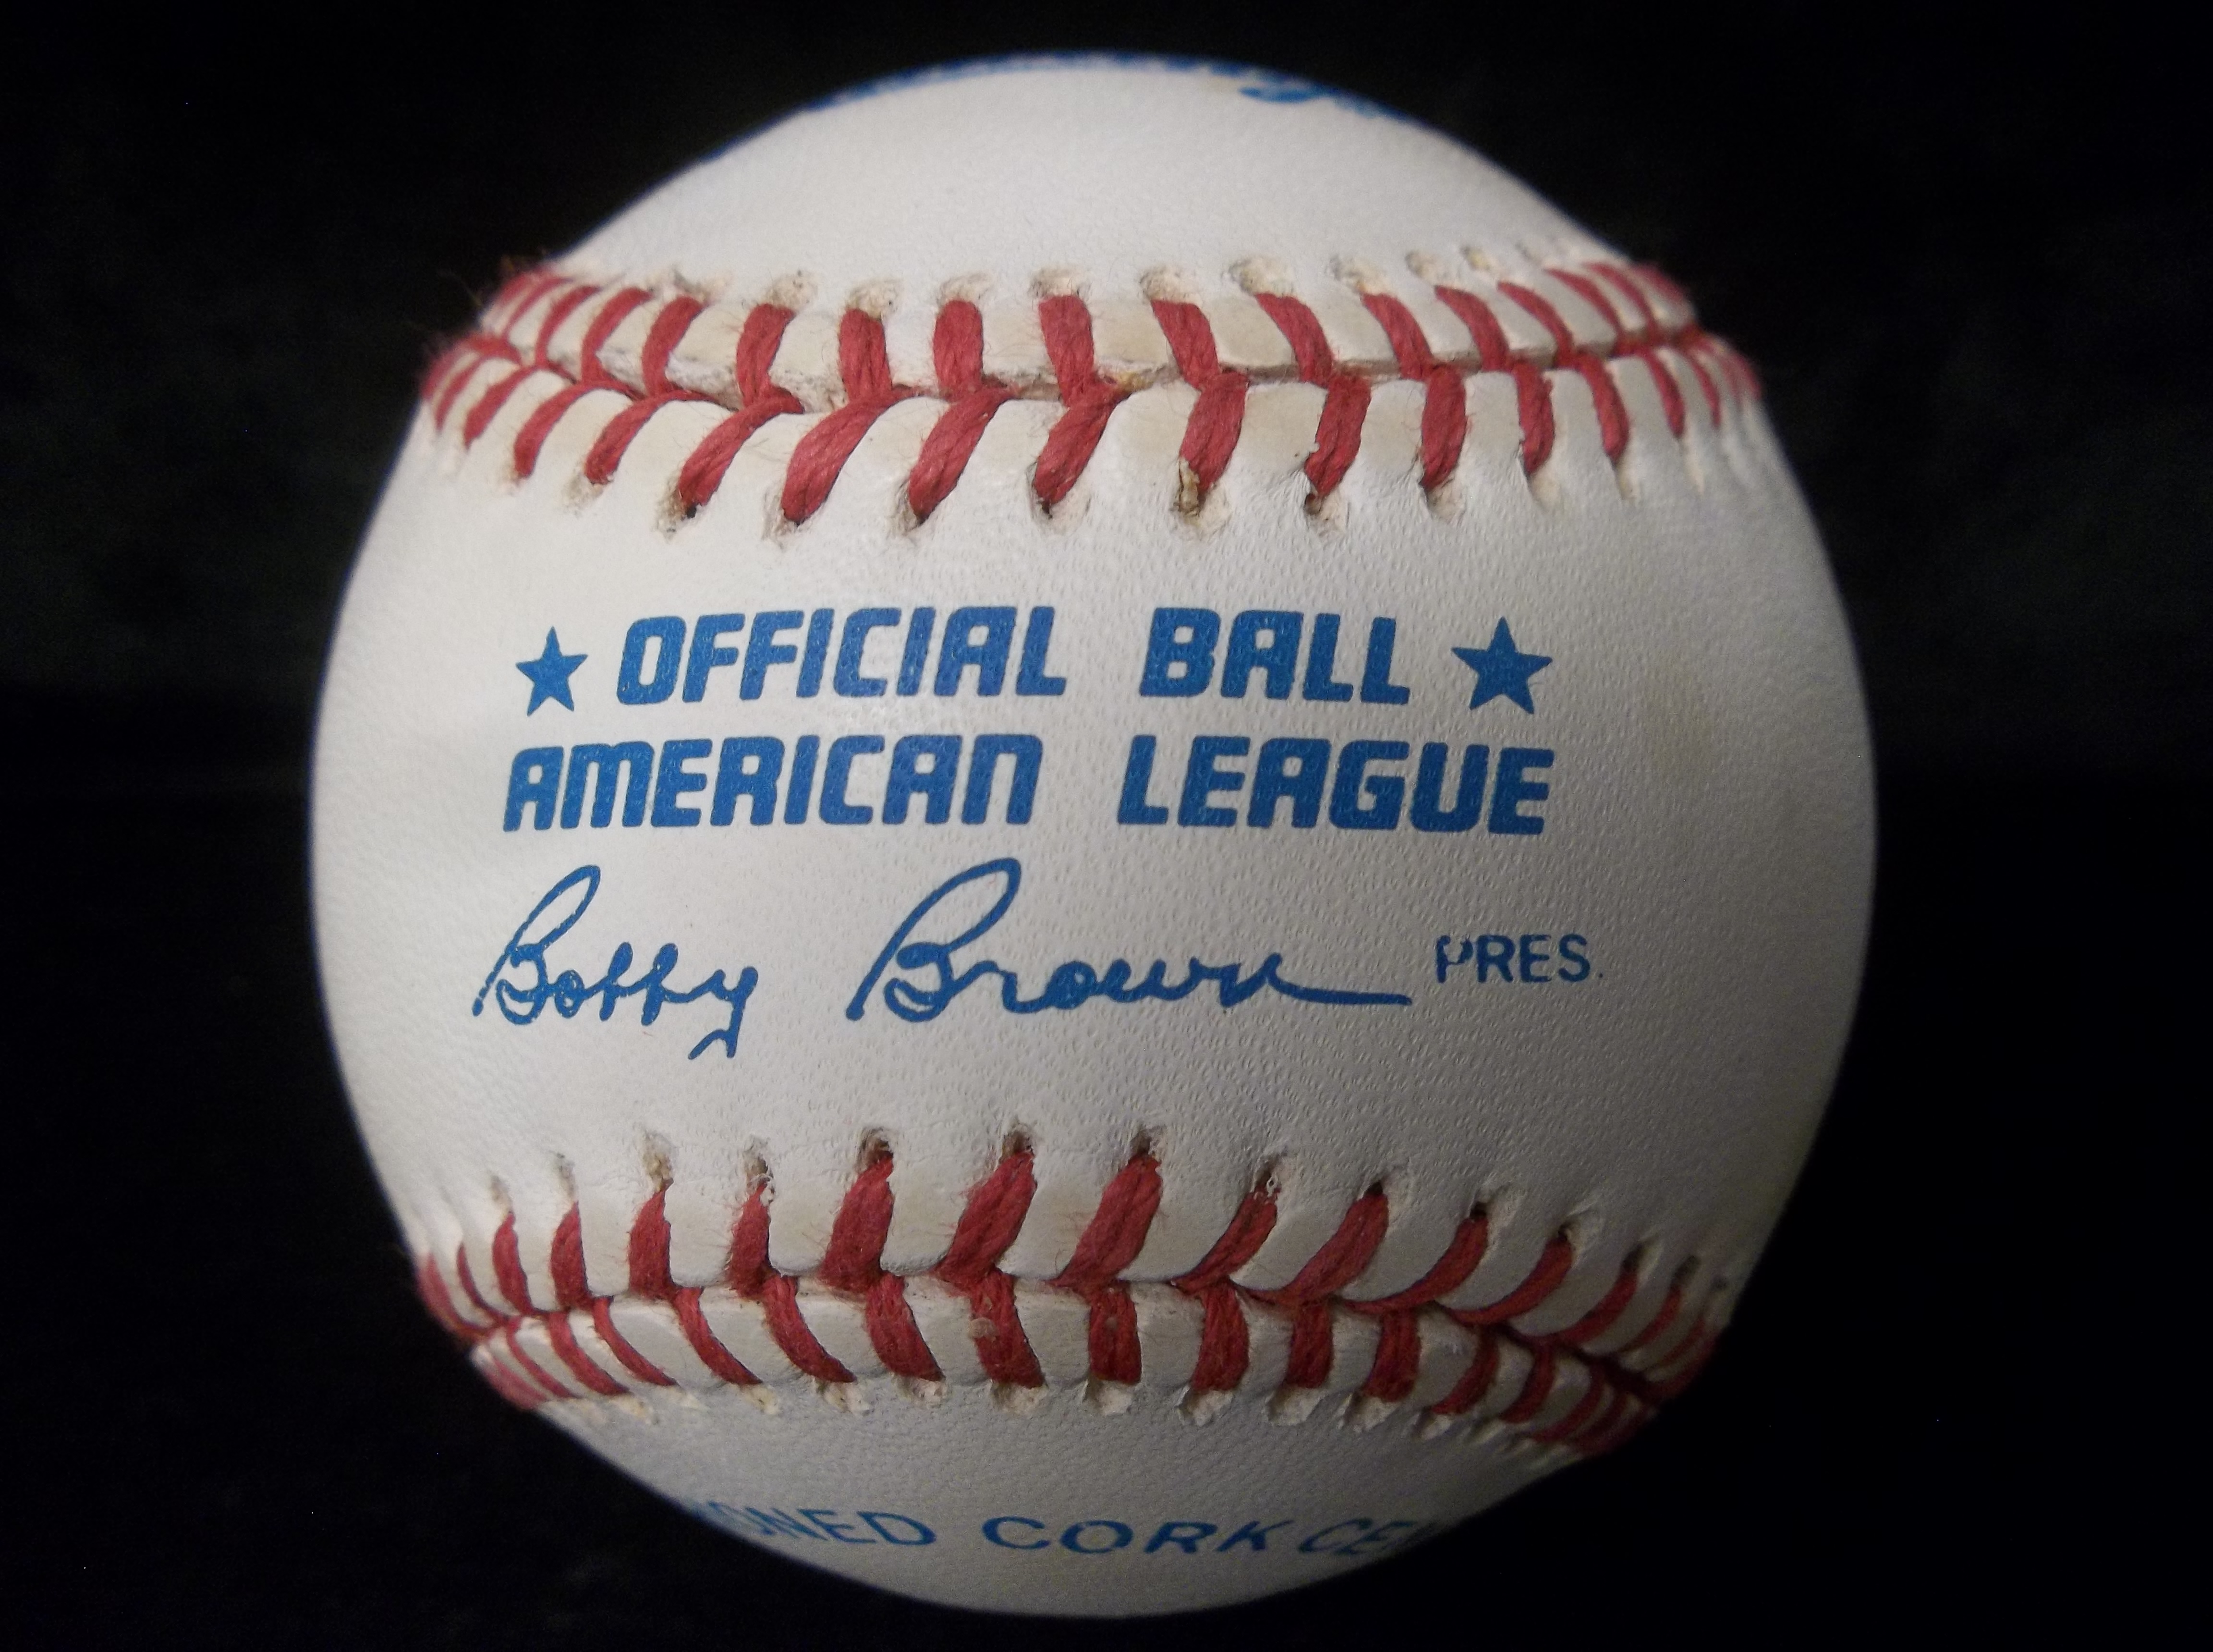 OFFICIAL BALL
AMERICAN LEAGUE
Bobby Brown PRES.
CORK